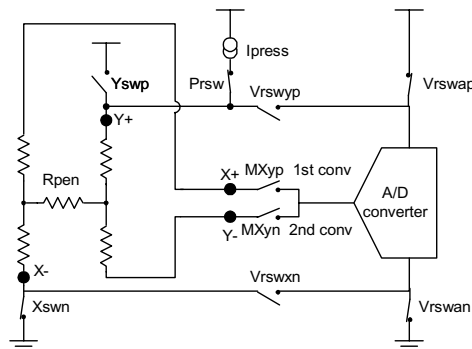 Ipress
Yswp
Prsw
Vrswap
Vrswyp
Y+
Rpen
X+
MXyp
1st conv
A/D
converter
Y-
MXyn
2nd conv
X-
Vrswxn
Xswn
Vrswan